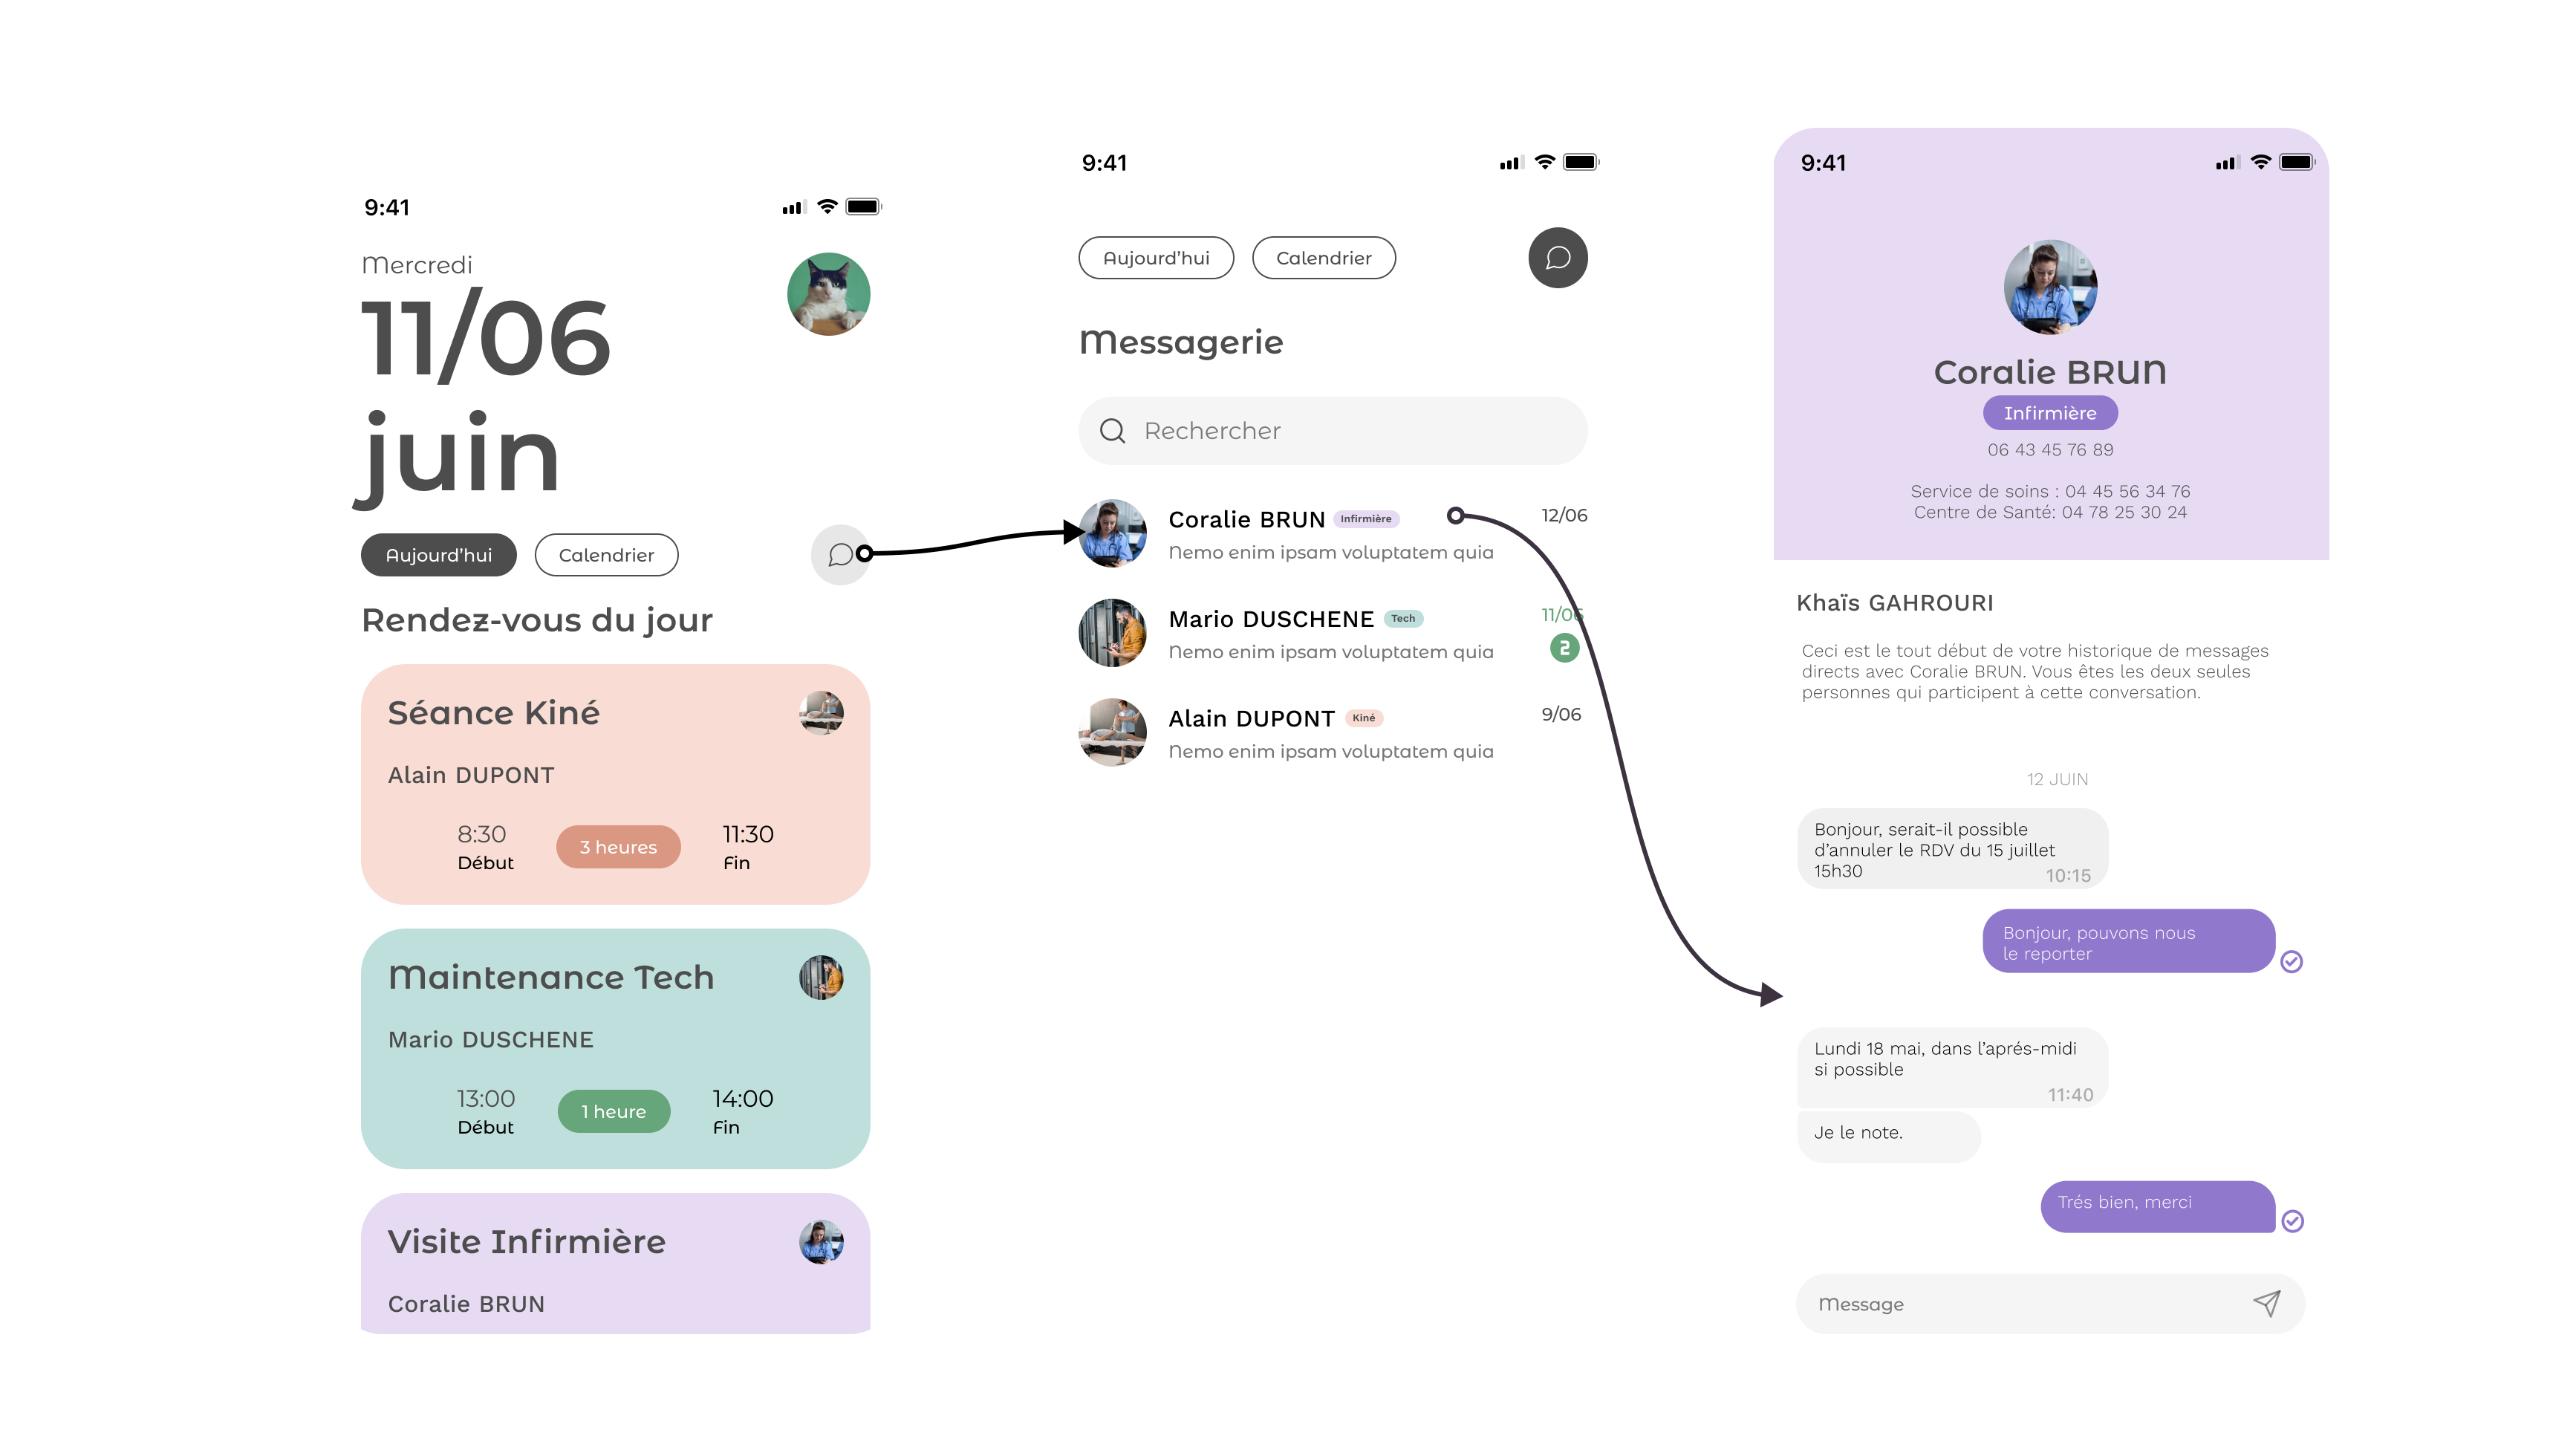 9:41
Mercredi
11/06
juin
Aujourd'hui
Calendrier
Rendez-vous du jour
Séance Kiné
Alain DUPONT
8:30
Début
3 heures
11:30
Fin
Maintenance Tech
Mario DUSCHENE
13:00
Début
1 heure
14:00
Fin
Visite Infirmière
Coralie BRUN
9:41
Aujourd'hui
Calendrier
Messagerie
Rechercher
Coralie BRUN Infirmière 12/06
Nemo enim ipsam voluptatem quia
Mario DUSCHENE Tech 11/06
Nemo enim ipsam voluptatem quia 2
Alain DUPONT Kiné 9/06
Nemo enim ipsam voluptatem quia
9:41
Coralie BRUN
Infirmière
06 43 45 76 89
Service de soins : 04 45 56 34 76
Centre de Santé: 04 78 25 30 24
Khaïs GAHROURI
Ceci est le tout début de votre historique de messages
directs avec Coralie BRUN. Vous êtes les deux seules
personnes qui participent à cette conversation.
12 JUIN
Bonjour, serait-il possible
d'annuler le RDV du 15 juillet
15h30
10:15
Bonjour, pouvons nous
le reporter
Lundi 18 mai, dans l'aprés-midi
si possible
11:40
Je le note.
Trés bien, merci
Message